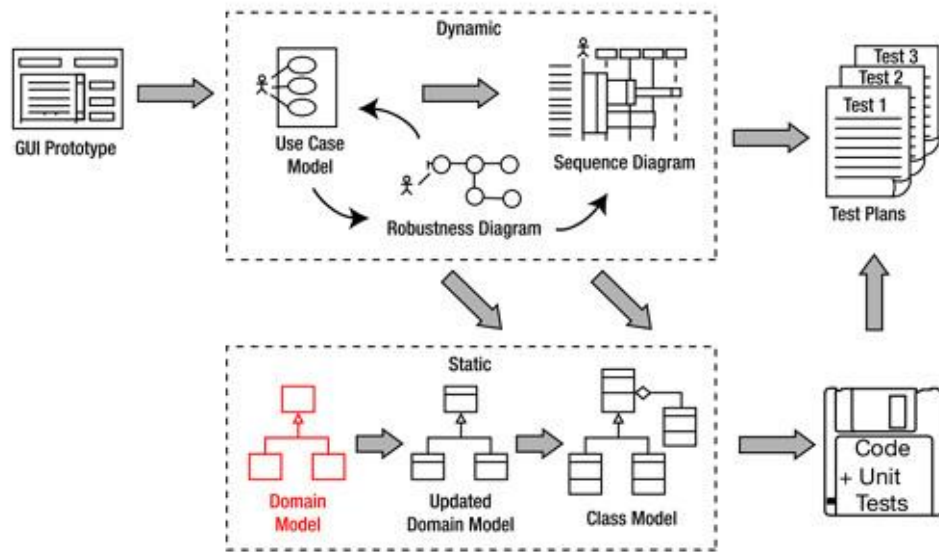 Dynamic
GUI Prototype
Use Case
Model
Robustness Diagram
Sequence Diagram
Test 3
Test 2
Test 1
Test Plans
Static
Domain
Model
Updated
Domain Model
Class Model
Code
+ Unit
Tests